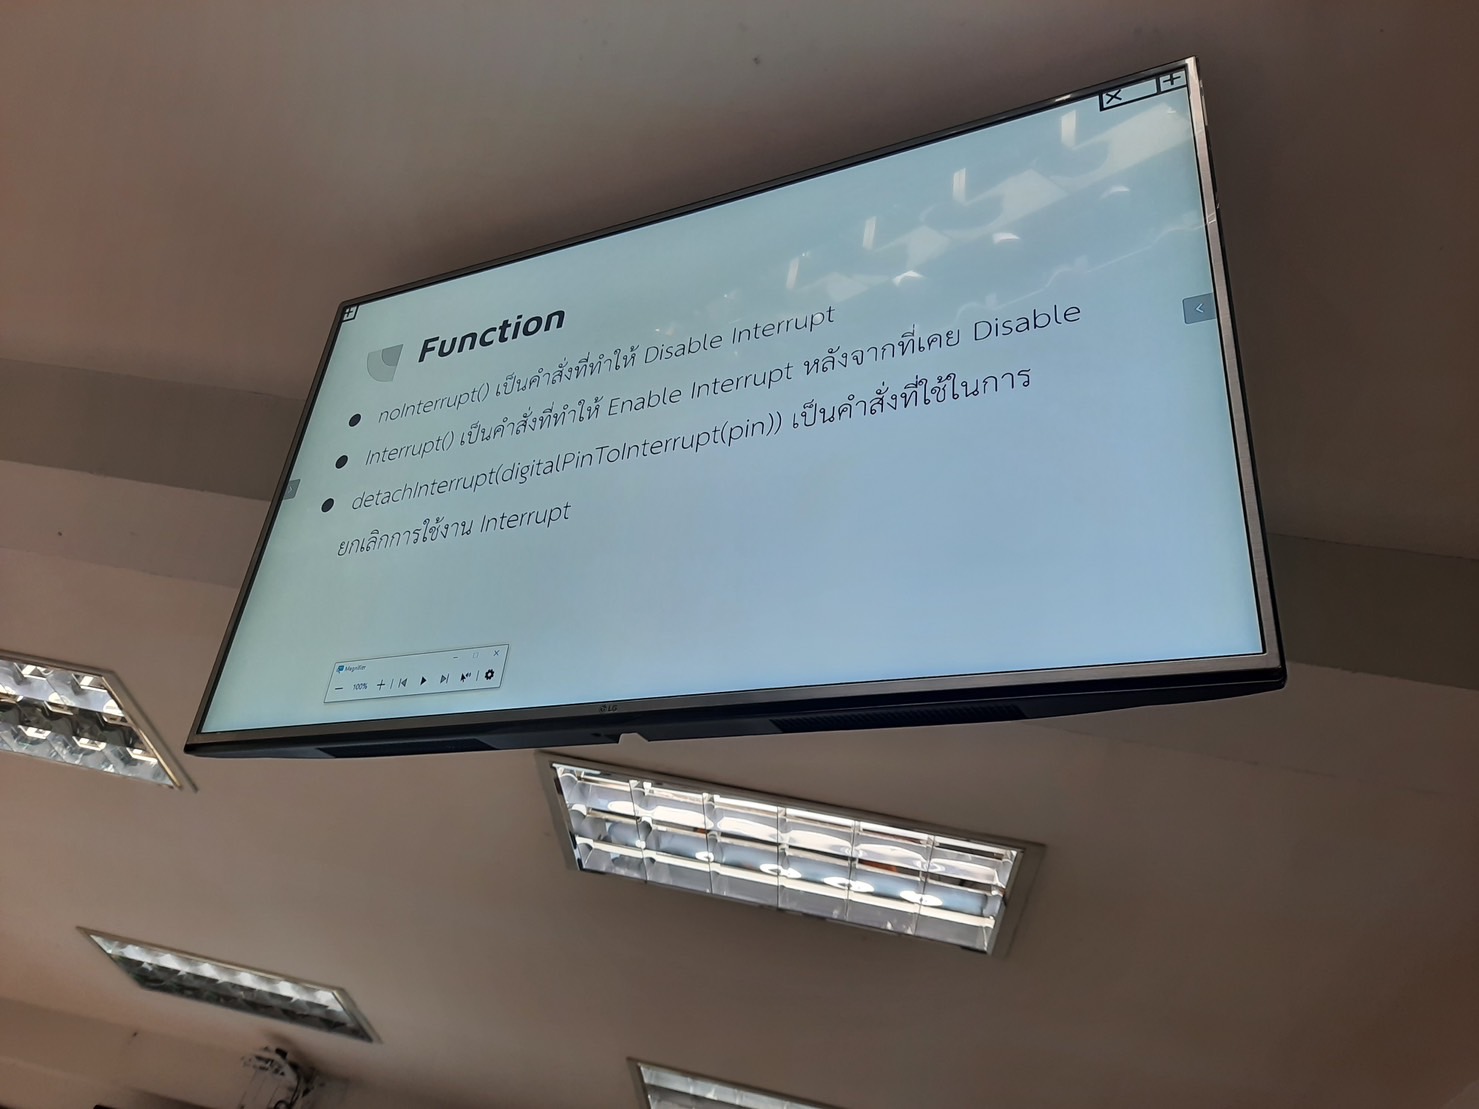 Function
● noInterrupt() เป็นคำสั่งที่ทำให้ Disable Interrupt
● Interrupt() เป็นคำสั่งที่ทำให้ Enable Interrupt หลังจากที่เคย Disable
● detachInterrupt(digitalPinToInterrupt(pin)) เป็นคำสั่งที่ใช้ในการ
ยกเลิกการใช้งาน Interrupt
Magnifier
100%
LG